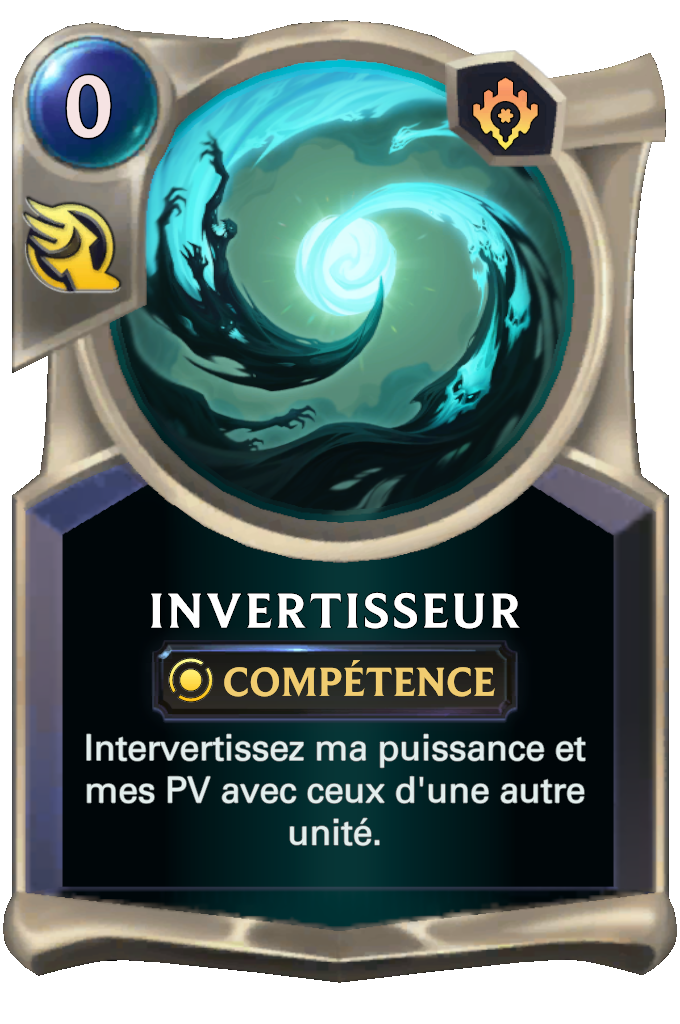 0
INVERTISSEUR
COMPÉTENCE
Intervertissez ma puissance et
mes PV avec ceux d'une autre
unité.